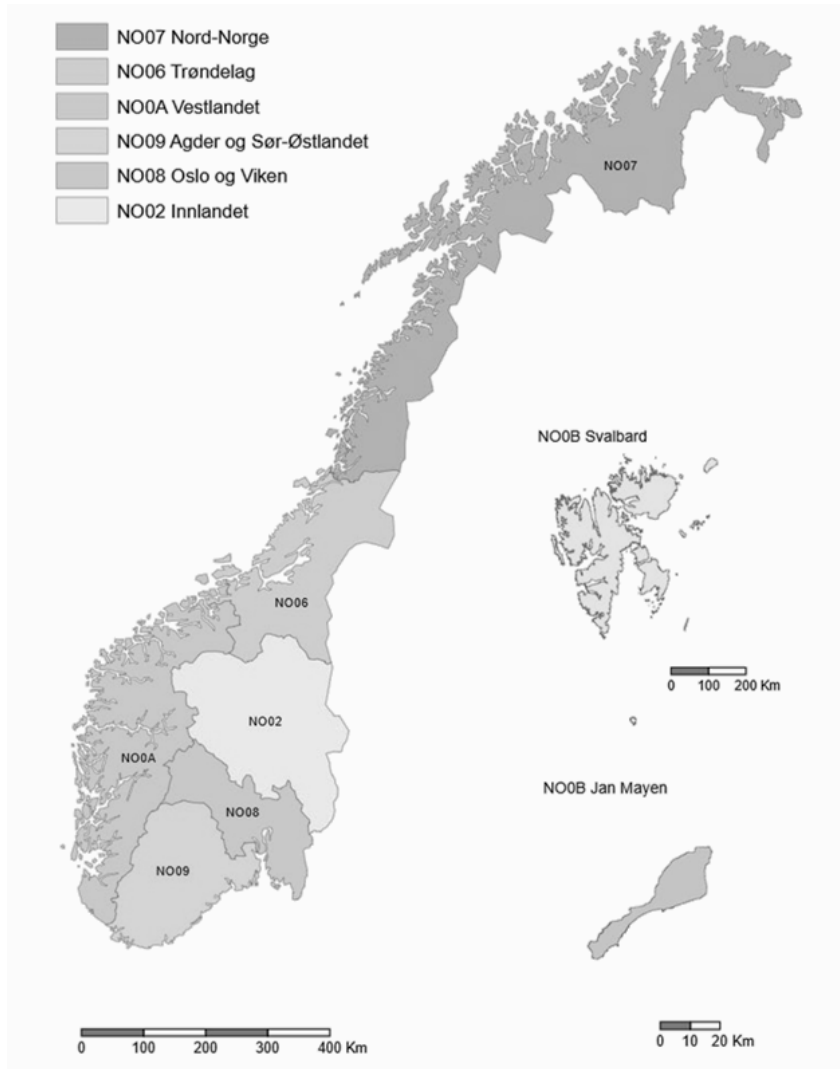 NO07 Nord-Norge
NO06 Trøndelag
NO0A Vestlandet
NO09 Agder og Sør-Østlandet
NO08 Oslo og Viken
NO02 Innlandet
NO07
NO0B Svalbard
NO06
0 100 200 Km
NO02
NO0A
NO0B Jan Mayen
NO08
NO09
0 100 200 300 400 Km
0 10 20 Km